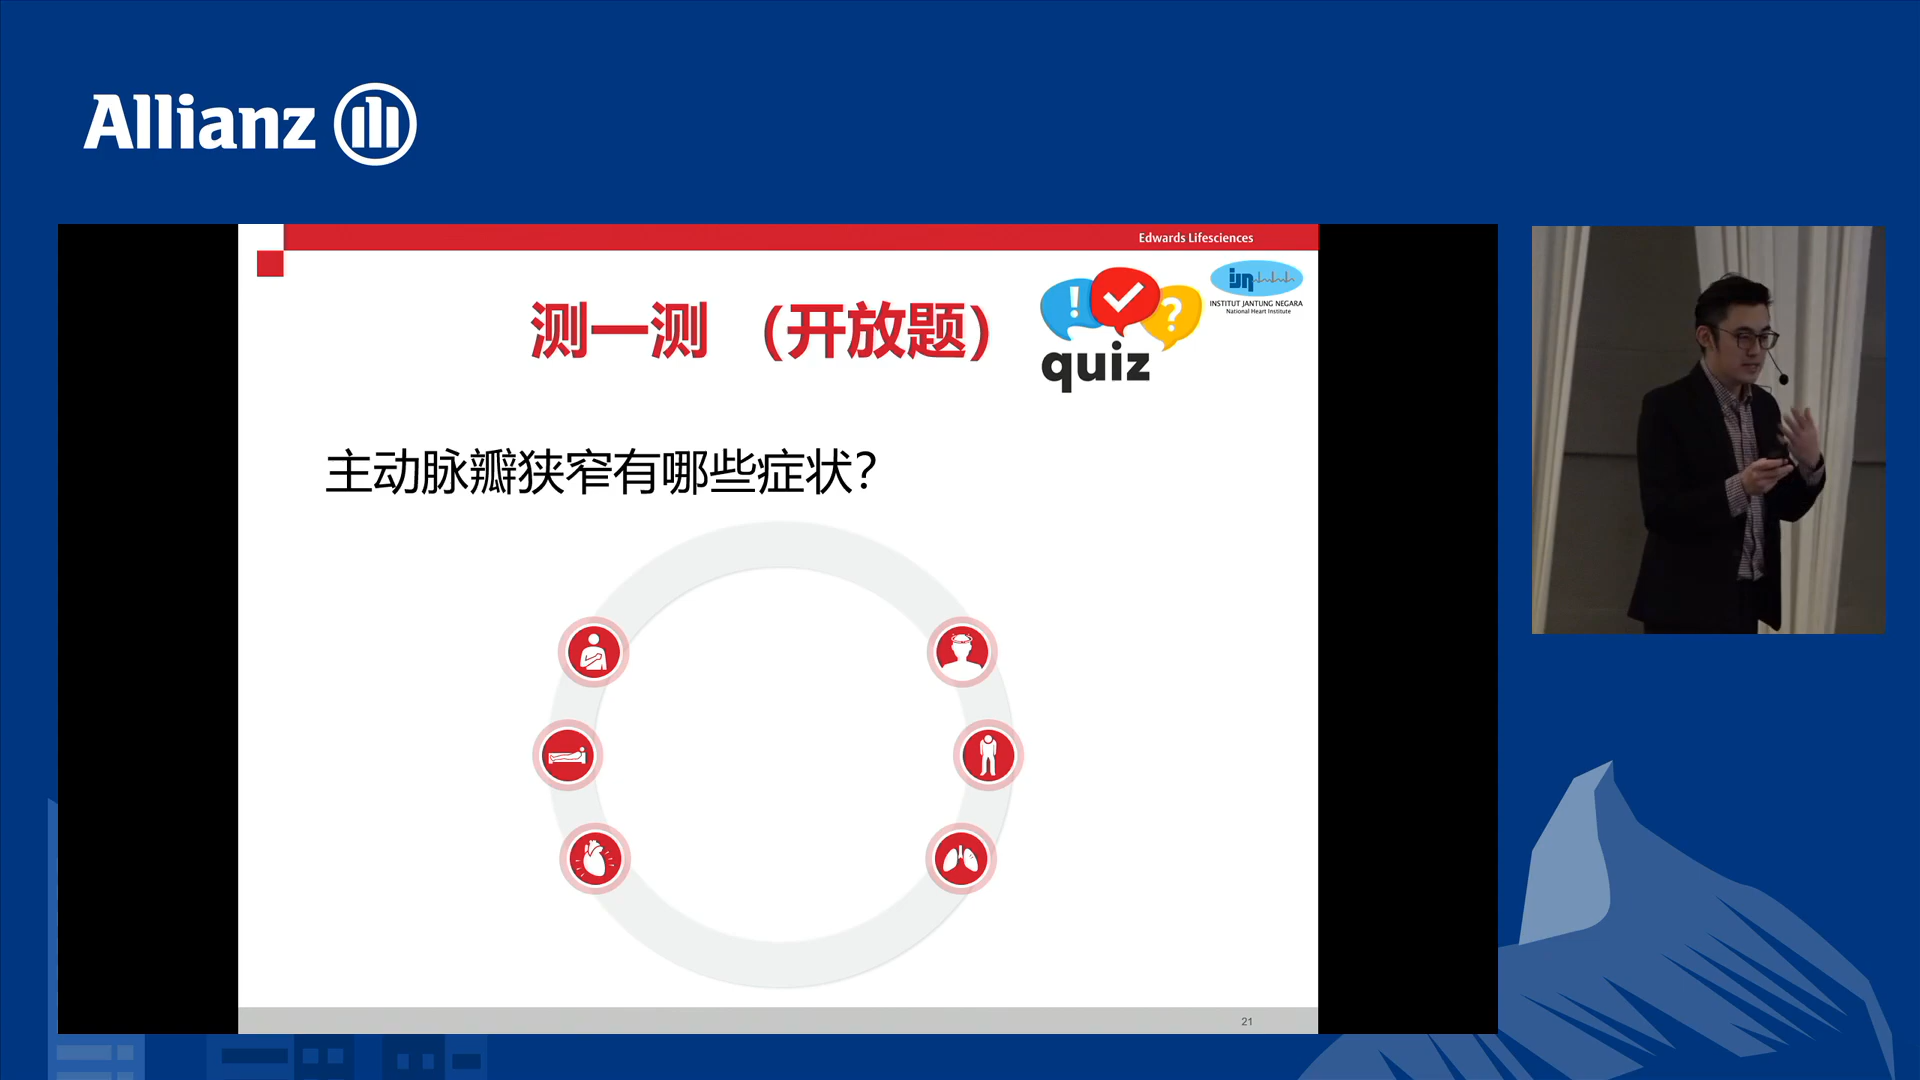 Allianz
Edwards Lifesciences
测一测 （开放题）
! ?
quiz
ijn
INSTITUT JANTUNG NEGARA
National Heart Institute
主动脉瓣狭窄有哪些症状?
21